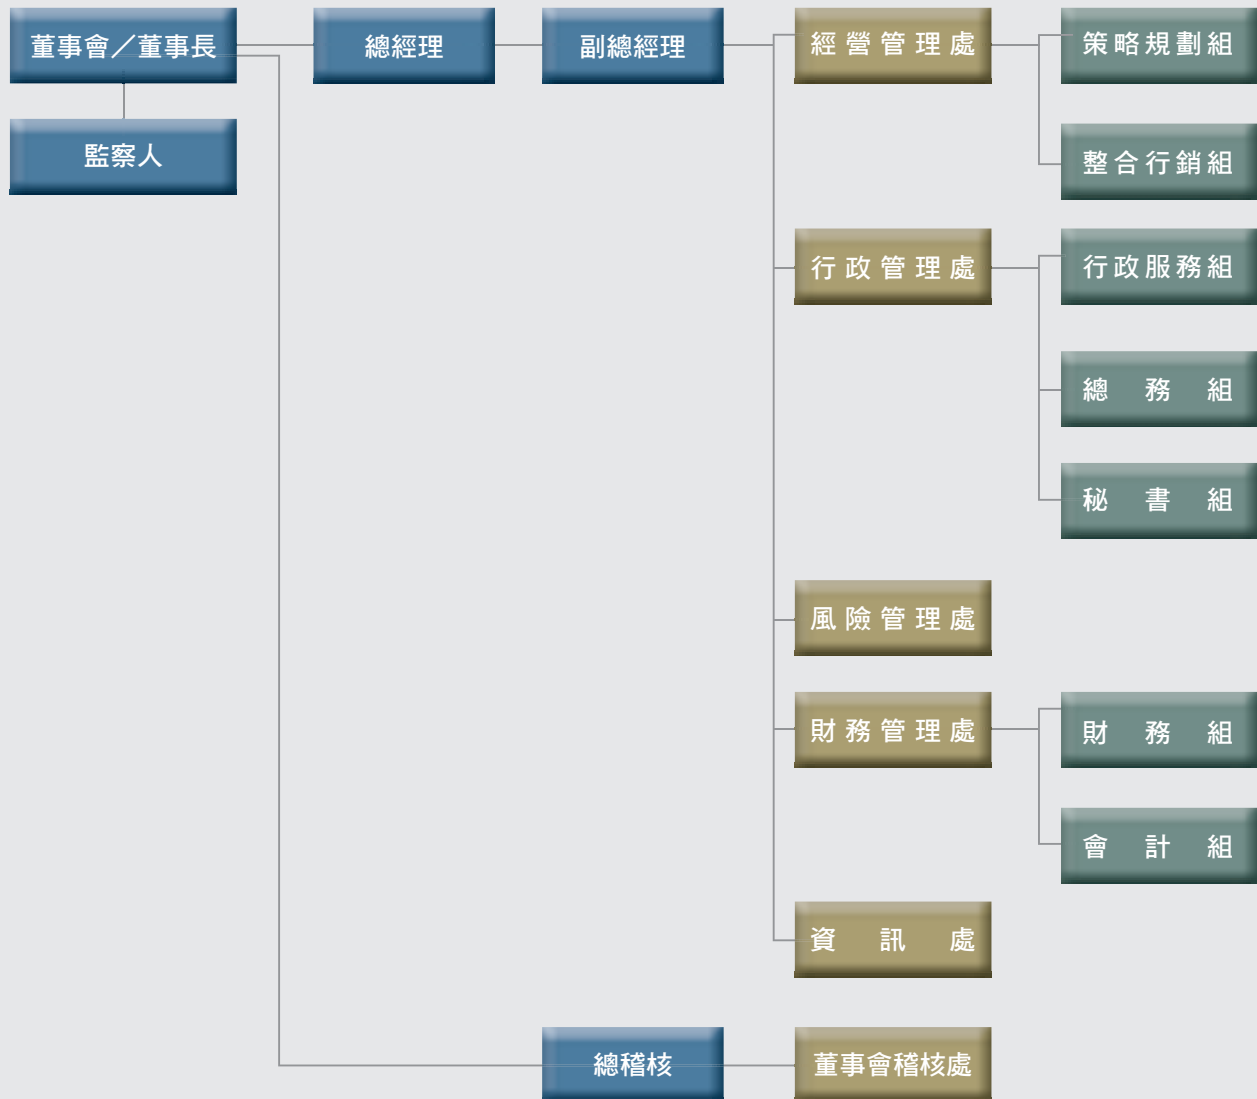 董事會／董事長
總經理
副總經理
經營管理處
策略規劃組
監察人
整合行銷組
行政管理處
行政服務組
總務組
秘書組
風險管理處
財務管理處
財務組
會計組
資訊處
總稽核
董事會稽核處